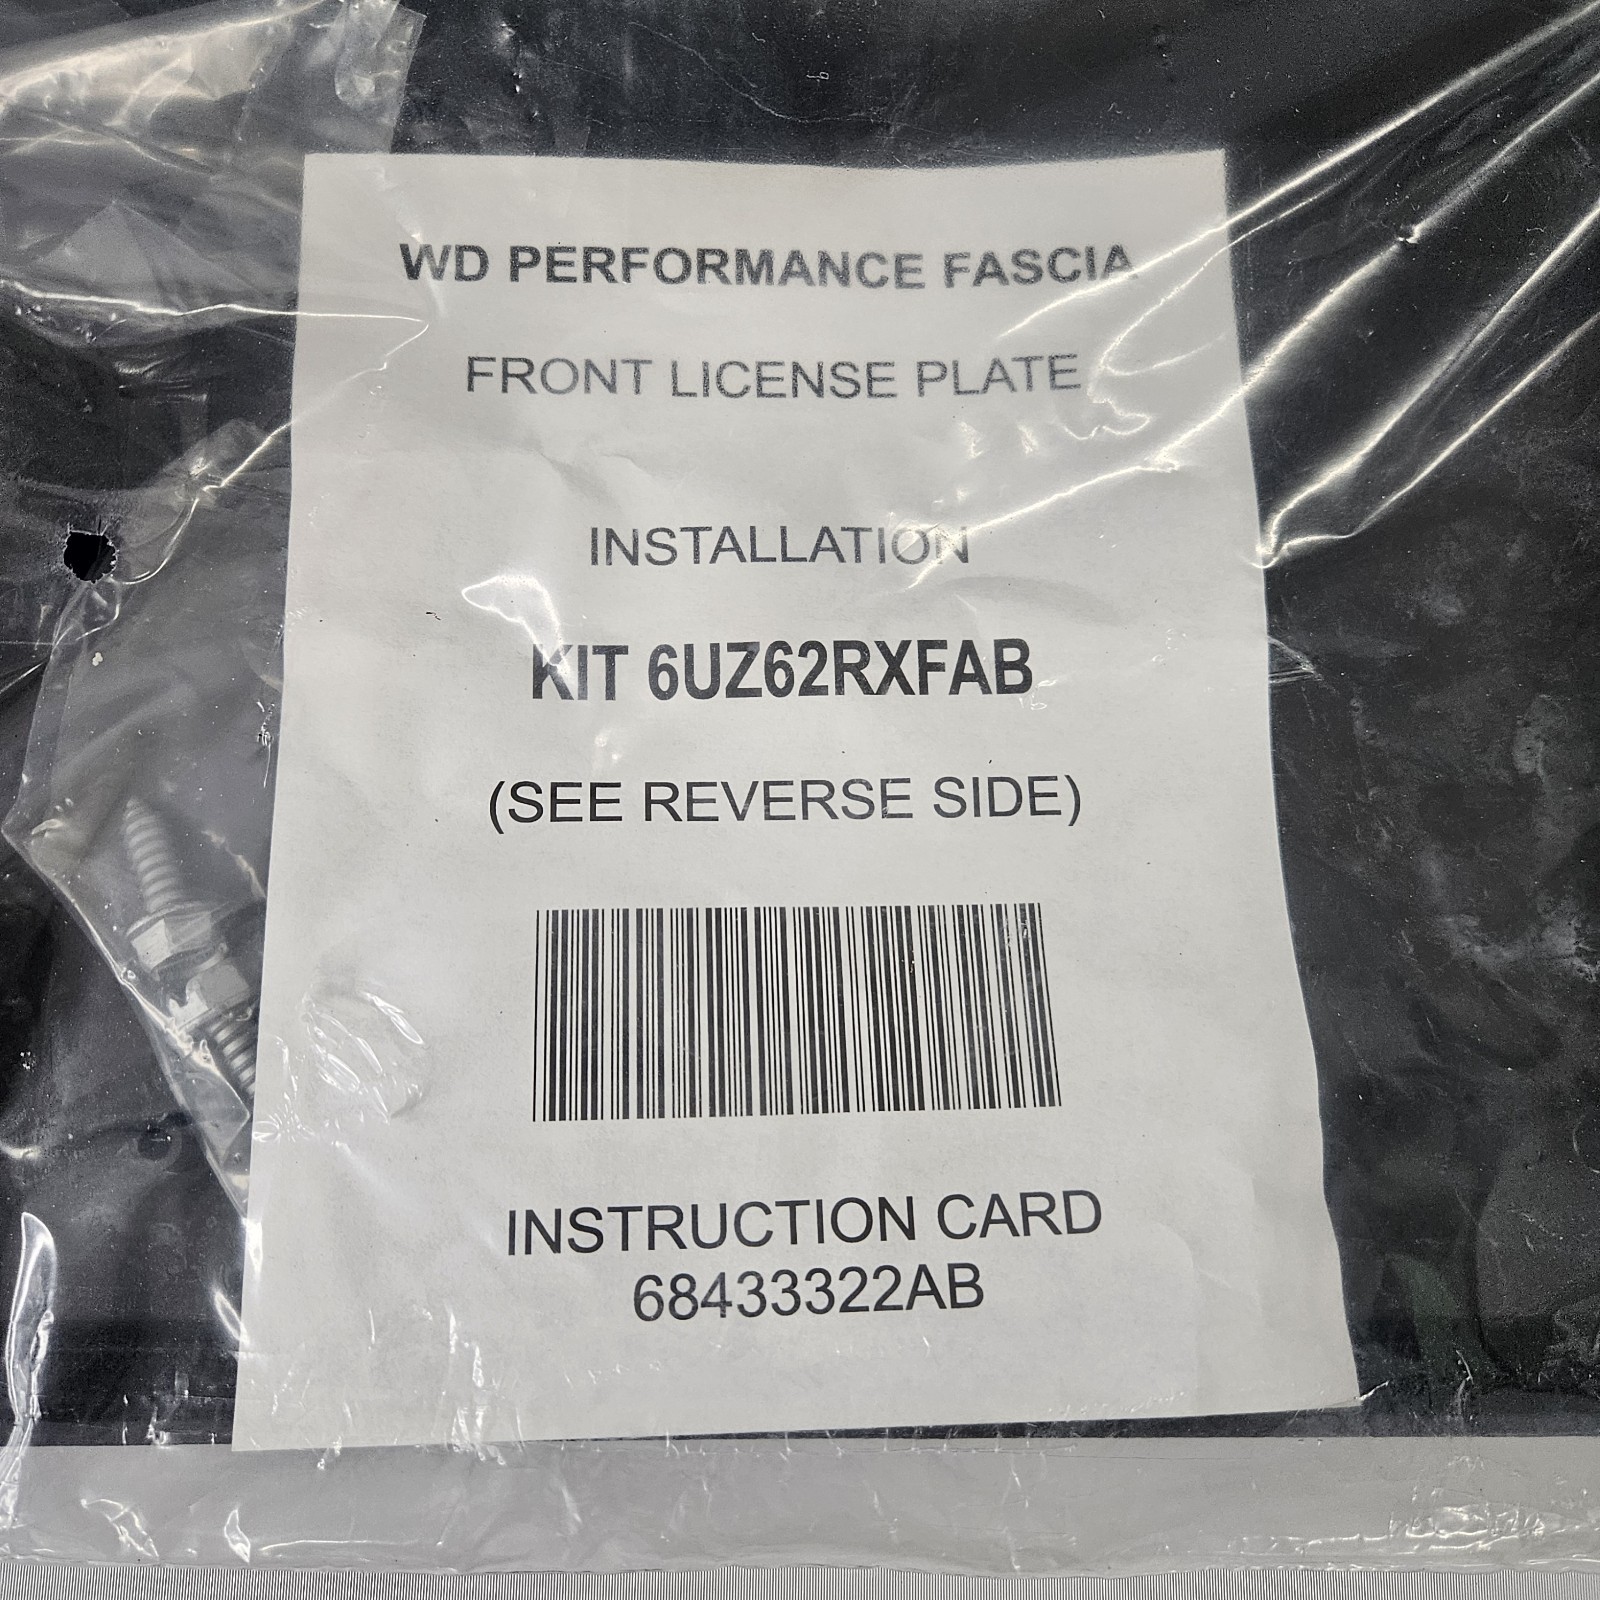 WD PERFORMANCE FASCIA
FRONT LICENSE PLATE
INSTALLATION
KIT 6UZ62RXFAB
(SEE REVERSE SIDE)
INSTRUCTION CARD
68433322AB